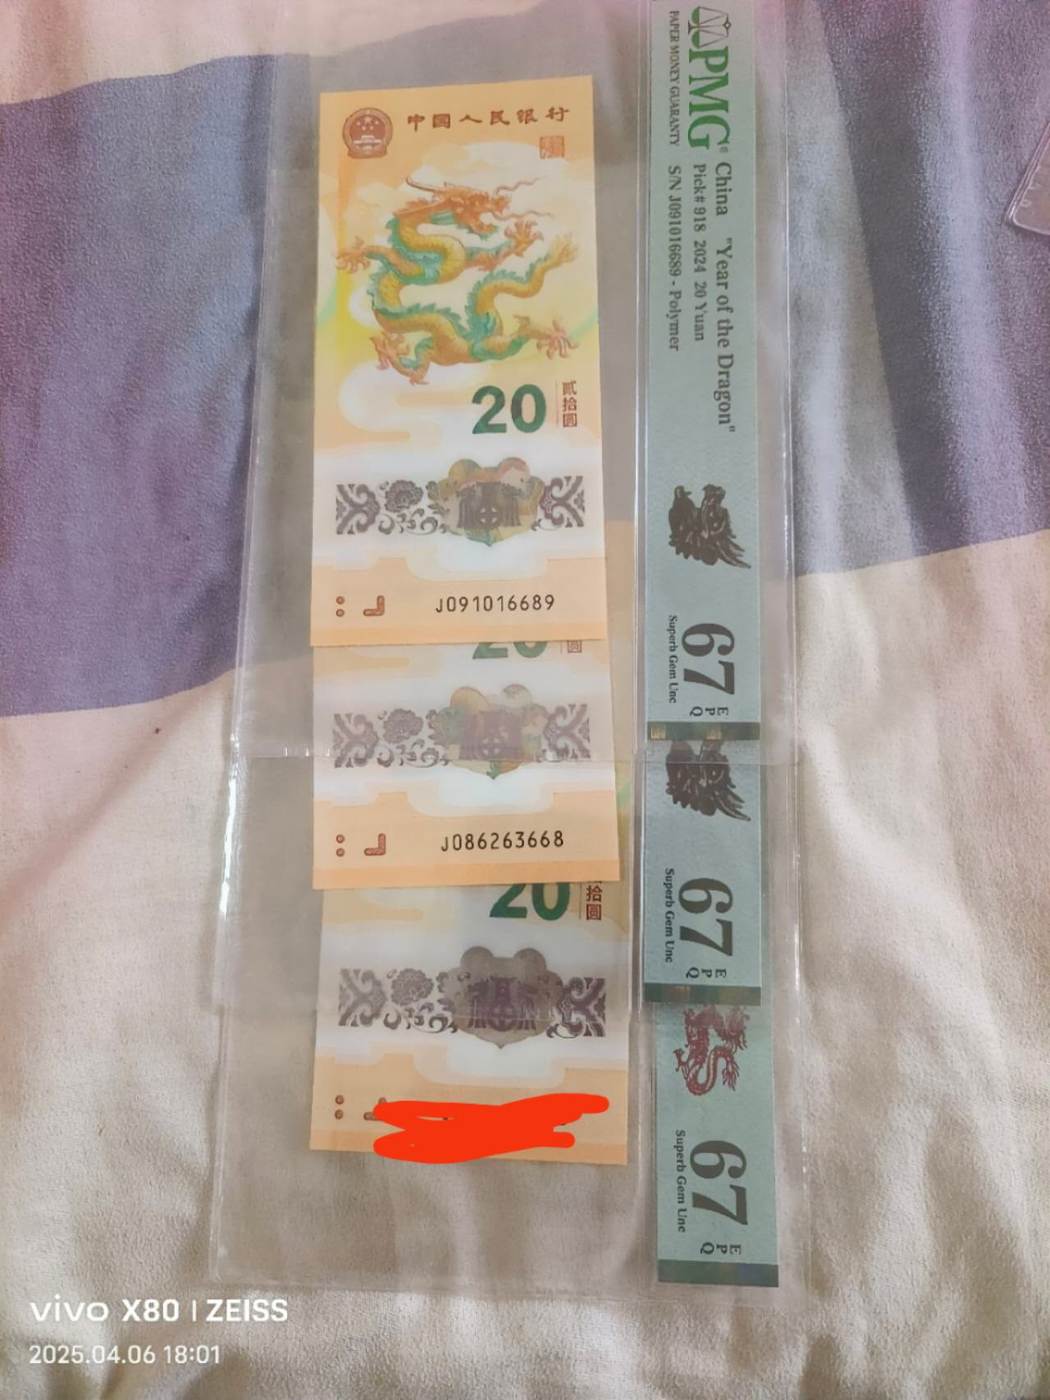 中国人民银行
20
贰拾圆
J091016689
20
圆
J086263668
20
拾圆
PMG
PAPER MONEY GUARANTY
China "Year of the Dragon"
Pick# 918 2024 20 Yuan
S/N J091016689 - Polymer
67
EPQ
Superb Gem Unc
67
EPQ
Superb Gem Unc
67
EPQ
Superb Gem Unc
vivo X80 | ZEISS
2025.04.06 18:01